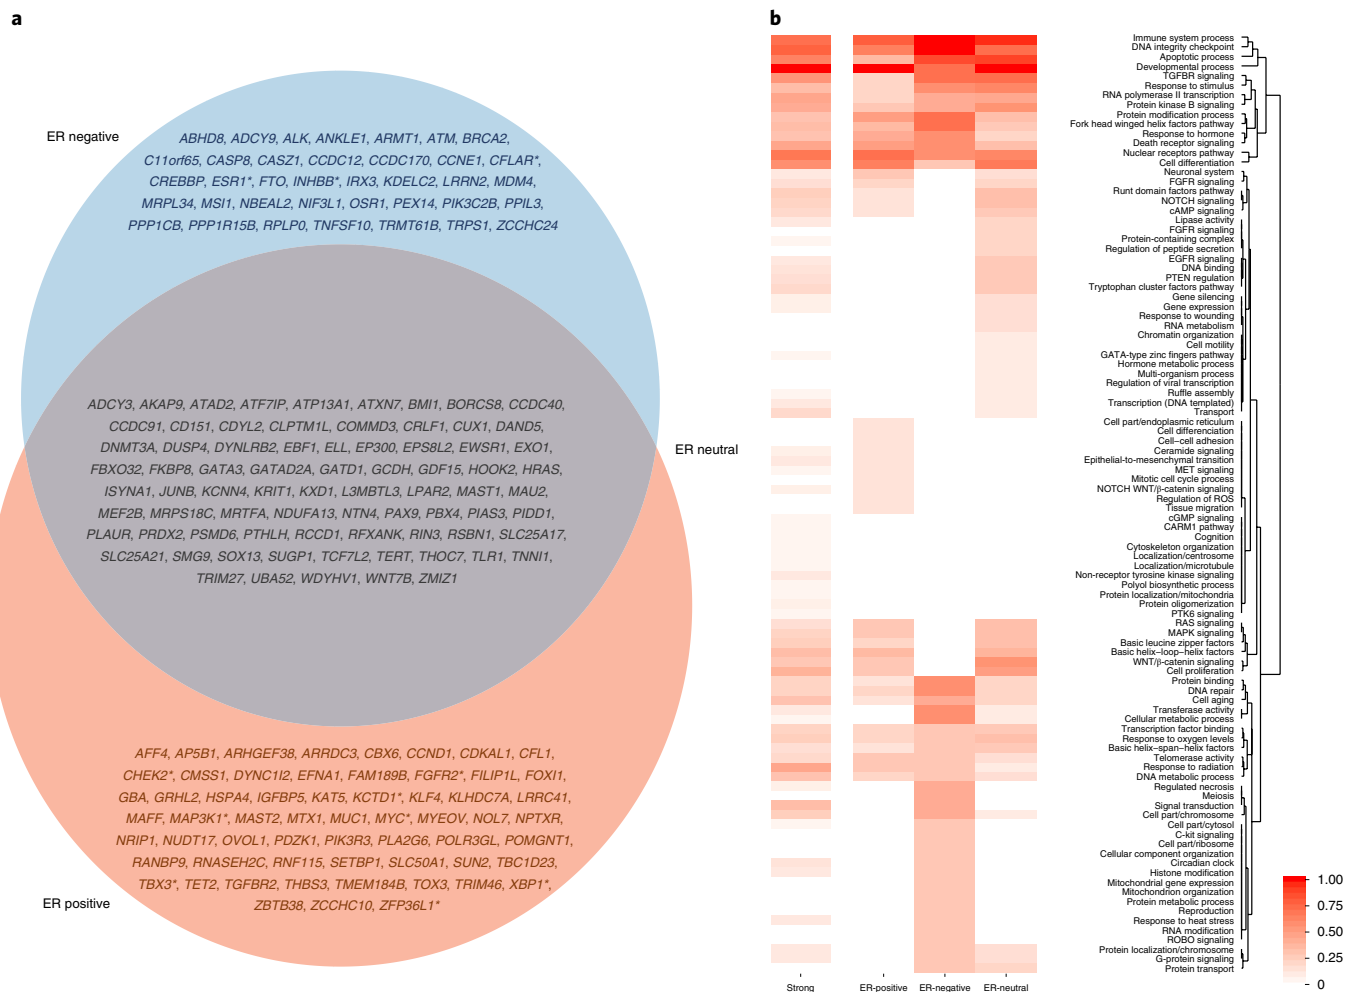 a
ER negative
ABHD8, ADCY9, ALK, ANKLE1, ARMT1, ATM, BRCA2,
C11orf65, CASP8, CASZ1, CCDC12, CCDC170, CCNE1, CFLAR*,
CREBBP, ESR1*, FTO, INHBB*, IRX3, KDELC2, LRRN2, MDM4,
MRPL34, MSI1, NBEAL2, NIF3L1, OSR1, PEX14, PIK3C2B, PPIL3,
PPP1CB, PPP1R15B, RPLP0, TNFSF10, TRMT61B, TRPS1, ZCCHC24
ADCY3, AKAP9, ATAD2, ATF7IP, ATP13A1, ATXN7, BMI1, BORCS8, CCDC40,
CCDC91, CD151, CDYL2, CLPTM1L, COMMD3, CRLF1, CUX1, DAND5,
DNMT3A, DUSP4, DYNLRB2, EBF1, ELL, EP300, EPS8L2, EWSR1, EXO1,
FBXO32, FKBP8, GATA3, GATAD2A, GATD1, GCDH, GDF15, HOOK2, HRAS,
ISYNA1, JUNB, KCNN4, KRIT1, KXD1, L3MBTL3, LPAR2, MAST1, MAU2,
MEF2B, MRPS18C, MRTFA, NDUFA13, NTN4, PAX9, PBX4, PIAS3, PIDD1,
PLAUR, PRDX2, PSMD6, PTHLH, RCCD1, RFXANK, RIN3, RSBN1, SLC25A17,
SLC25A21, SMG9, SOX13, SUGP1, TCF7L2, TERT, THOC7, TLR1, TNNI1,
TRIM27, UBA52, WDYHV1, WNT7B, ZMIZ1
ER neutral
AFF4, AP5B1, ARHGEF38, ARRDC3, CBX6, CCND1, CDKAL1, CFL1,
CHEK2*, CMSS1, DYNC1I2, EFNA1, FAM189B, FGFR2*, FILIP1L, FOXI1,
GBA, GRHL2, HSPA4, IGFBP5, KAT5, KCTD1*, KLF4, KLHDC7A, LRRC41,
MAFF, MAP3K1*, MAST2, MTX1, MUC1, MYC*, MYEOV, NOL7, NPTXR,
NRIP1, NUDT17, OVOL1, PDZK1, PIK3R3, PLA2G6, POLR3GL, POMGNT1,
RANBP9, RNASEH2C, RNF115, SETBP1, SLC50A1, SUN2, TBC1D23,
TBX3*, TET2, TGFBR2, THBS3, TMEM184B, TOX3, TRIM46, XBP1*,
ZBTB38, ZCCHC10, ZFP36L1*
ER positive
b
Immune system process
DNA integrity checkpoint
Apoptotic process
Developmental process
TGFBR signaling
Response to stimulus
RNA polymerase II transcription
Protein kinase B signaling
Protein modification process
Fork head winged helix factors pathway
Response to hormone
Death receptor signaling
Nuclear receptors pathway
Cell differentiation
Neuronal system
FGFR signaling
Runt domain factors pathway
NOTCH signaling
cAMP signaling
Lipase activity
FGFR signaling
Protein-containing complex
Regulation of peptide secretion
EGFR signaling
DNA binding
PTEN regulation
Tryptophan cluster factors pathway
Gene silencing
Gene expression
Response to wounding
RNA metabolism
Chromatin organization
Cell motility
GATA-type zinc fingers pathway
Hormone metabolic process
Multi-organism process
Regulation of viral transcription
Ruffle assembly
Transcription (DNA templated)
Transport
Cell part/endoplasmic reticulum
Cell differenciation
Cell–cell adhesion
Ceramide signaling
Epithelial-to-mesenchymal transition
MET signaling
Mitotic cell cycle process
NOTCH WNT/β-catenin signaling
Regulation of ROS
Tissue migration
cGMP signaling
CARM1 pathway
Cognition
Cytoskeleton organization
Localization/centrosome
Localization/microtubule
Non-receptor tyrosine kinase signaling
Polyol biosynthetic process
Protein localization/mitochondria
Protein oligomerization
PTK6 signaling
RAS signaling
MAPK signaling
Basic leucine zipper factors
Basic helix–loop–helix factors
WNT/β-catenin signaling
Cell proliferation
Protein binding
DNA repair
Cell aging
Transferase activity
Cellular metabolic process
Transcription factor binding
Response to oxygen levels
Basic helix–span–helix factors
Telomerase activity
Response to radiation
DNA metabolic process
Regulated necrosis
Meiosis
Signal transduction
Cell part/chromosome
Cell part/cytosol
C-kit signaling
Cell part/ribosome
Cellular component organization
Circadian clock
Histone modification
Mitochondrial gene expression
Mitochondrion organization
Protein metabolic process
Reproduction
Response to heat stress
RNA modification
ROBO signaling
Protein localization/chromosome
G-protein signaling
Protein transport
Strong
ER-positive
ER-negative
ER-neutral
1.00
0.75
0.50
0.25
0